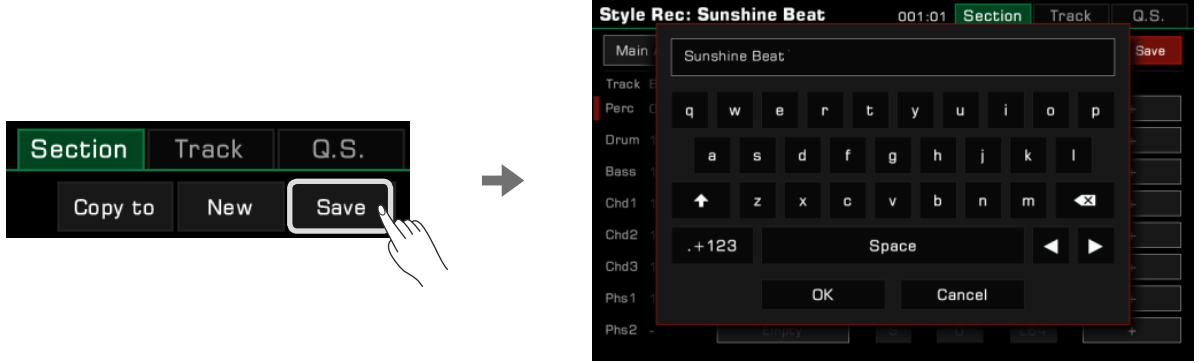 Section Track Q.S.
Copy to New Save
Style Rec: Sunshine Beat 001:01 Section Track Q.S.
Main Save
Sunshine Beat
Track
Perc
q w e r t y u i o p
Drum
a s d f g h j k l
Bass
Chd1
z x c v b n m
Chd2
.+123 Space
Chd3
Phs1
OK Cancel
Phs2 - Empty +